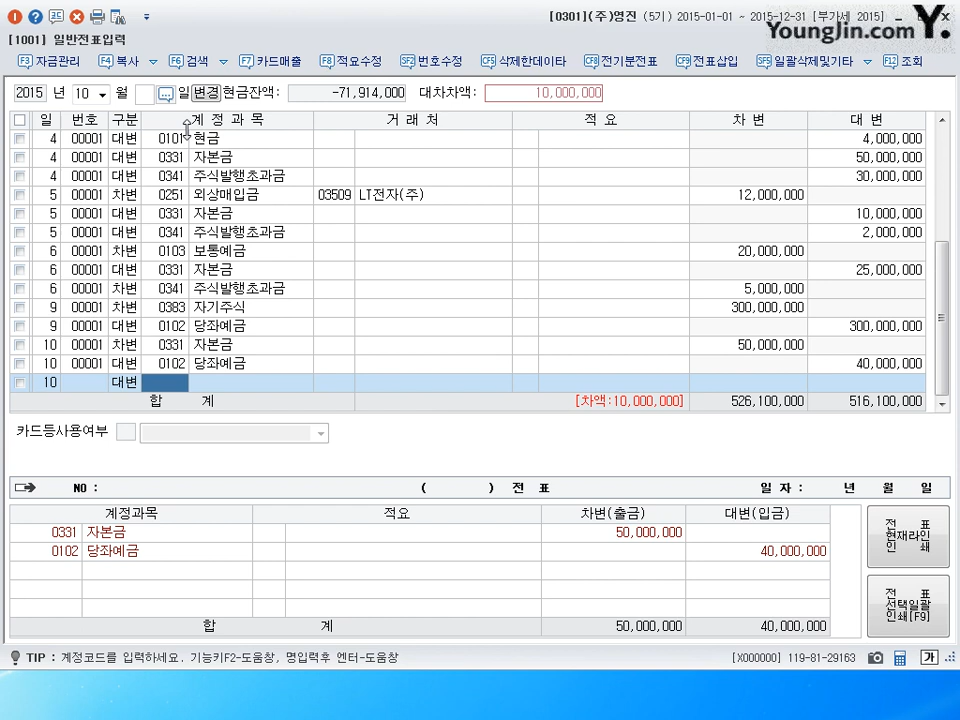 [0301](주)영진 (5기) 2015-01-01 ~ 2015-12-31 [부가세 2015]
YoungJin.com Y.
[1001] 일반전표입력
F3 자금관리 F4 복사 F6 검색 F7 카드매출 F8 적요수정 SF2 번호수정 CF5 삭제한데이타 CF8 전기분전표 CF9 전표삽입 SF5 일괄삭제및기타 F12 조회
2015 년 10 월 일 변경 현금잔액: -71,914,000 대차차액: 10,000,000
일 번호 구분 계 정 과 목 거 래 처 적 요 차 변 대 변
4 00001 대변 0101 현금 4,000,000
4 00001 대변 0331 자본금 50,000,000
4 00001 대변 0341 주식발행초과금 30,000,000
5 00001 차변 0251 외상매입금 03509 LT전자(주) 12,000,000
5 00001 대변 0331 자본금 10,000,000
5 00001 대변 0341 주식발행초과금 2,000,000
6 00001 차변 0103 보통예금 20,000,000
6 00001 대변 0331 자본금 25,000,000
6 00001 차변 0341 주식발행초과금 5,000,000
9 00001 차변 0383 자기주식 300,000,000
9 00001 대변 0102 당좌예금 300,000,000
10 00001 차변 0331 자본금 50,000,000
10 00001 대변 0102 당좌예금 40,000,000
10 대변
합 계 [차액:10,000,000] 526,100,000 516,100,000
카드등사용여부
NO : ( ) 전 표 일 자 : 년 월 일
계정과목 적요 차변(출금) 대변(입금)
0331 자본금 50,000,000
0102 당좌예금 40,000,000
합 계 50,000,000 40,000,000
전 표
현재라인
인 쇄
전 표
선택일괄
인쇄[F9]
TIP : 계정코드를 입력하세요. 기능키F2-도움창, 명입력후 엔터-도움창 [X000000] 119-81-29163 가